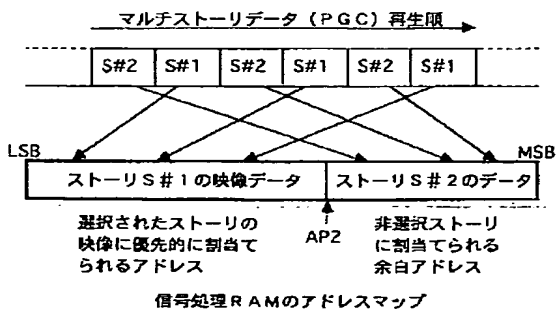 マルチストーリデータ（PGC）再生順
S#2 S#1 S#2 S#1 S#2 S#1
LSB MSB
ストーリS#1の映像データ ストーリS#2のデータ
選択されたストーリの
映像に優先的に割当て
られるアドレス
AP2
非選択ストーリ
に割当てられる
余白アドレス
信号処理RAMのアドレスマップ